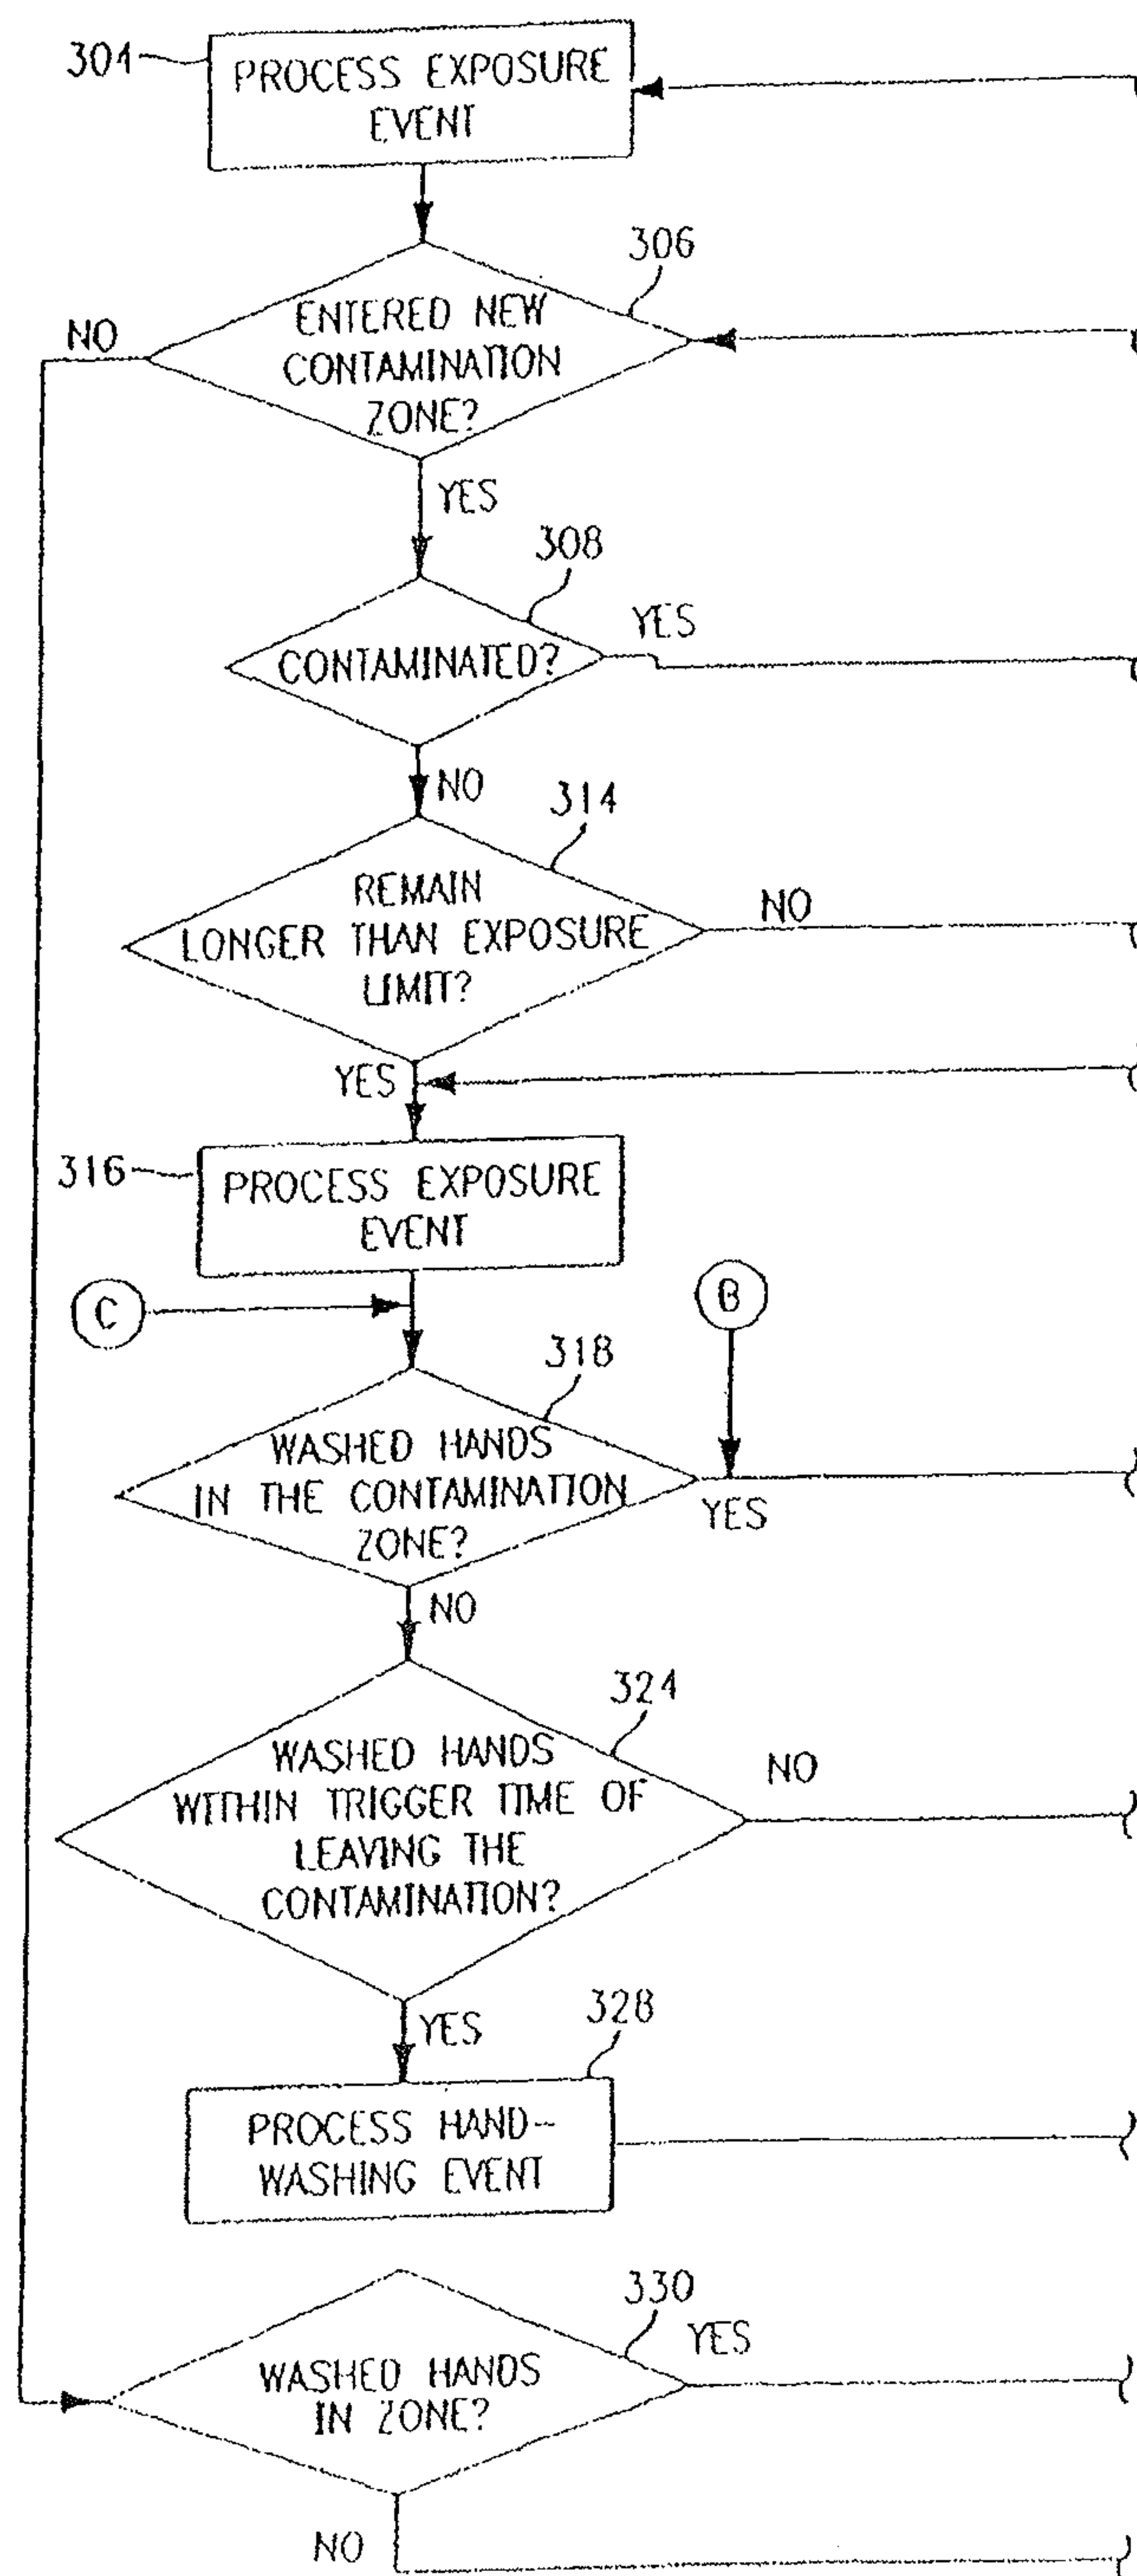 304
PROCESS EXPOSURE
EVENT
306
NO
ENTERED NEW
CONTAMINATION
ZONE?
YES
308
YES
CONTAMINATED?
NO
314
REMAIN
LONGER THAN EXPOSURE
LIMIT?
NO
YES
316
PROCESS EXPOSURE
EVENT
C
B
318
WASHED HANDS
IN THE CONTAMINATION
ZONE?
YES
NO
324
WASHED HANDS
WITHIN TRIGGER TIME OF
LEAVING THE
CONTAMINATION?
NO
YES
328
PROCESS HAND-
WASHING EVENT
330
YES
WASHED HANDS
IN ZONE?
NO